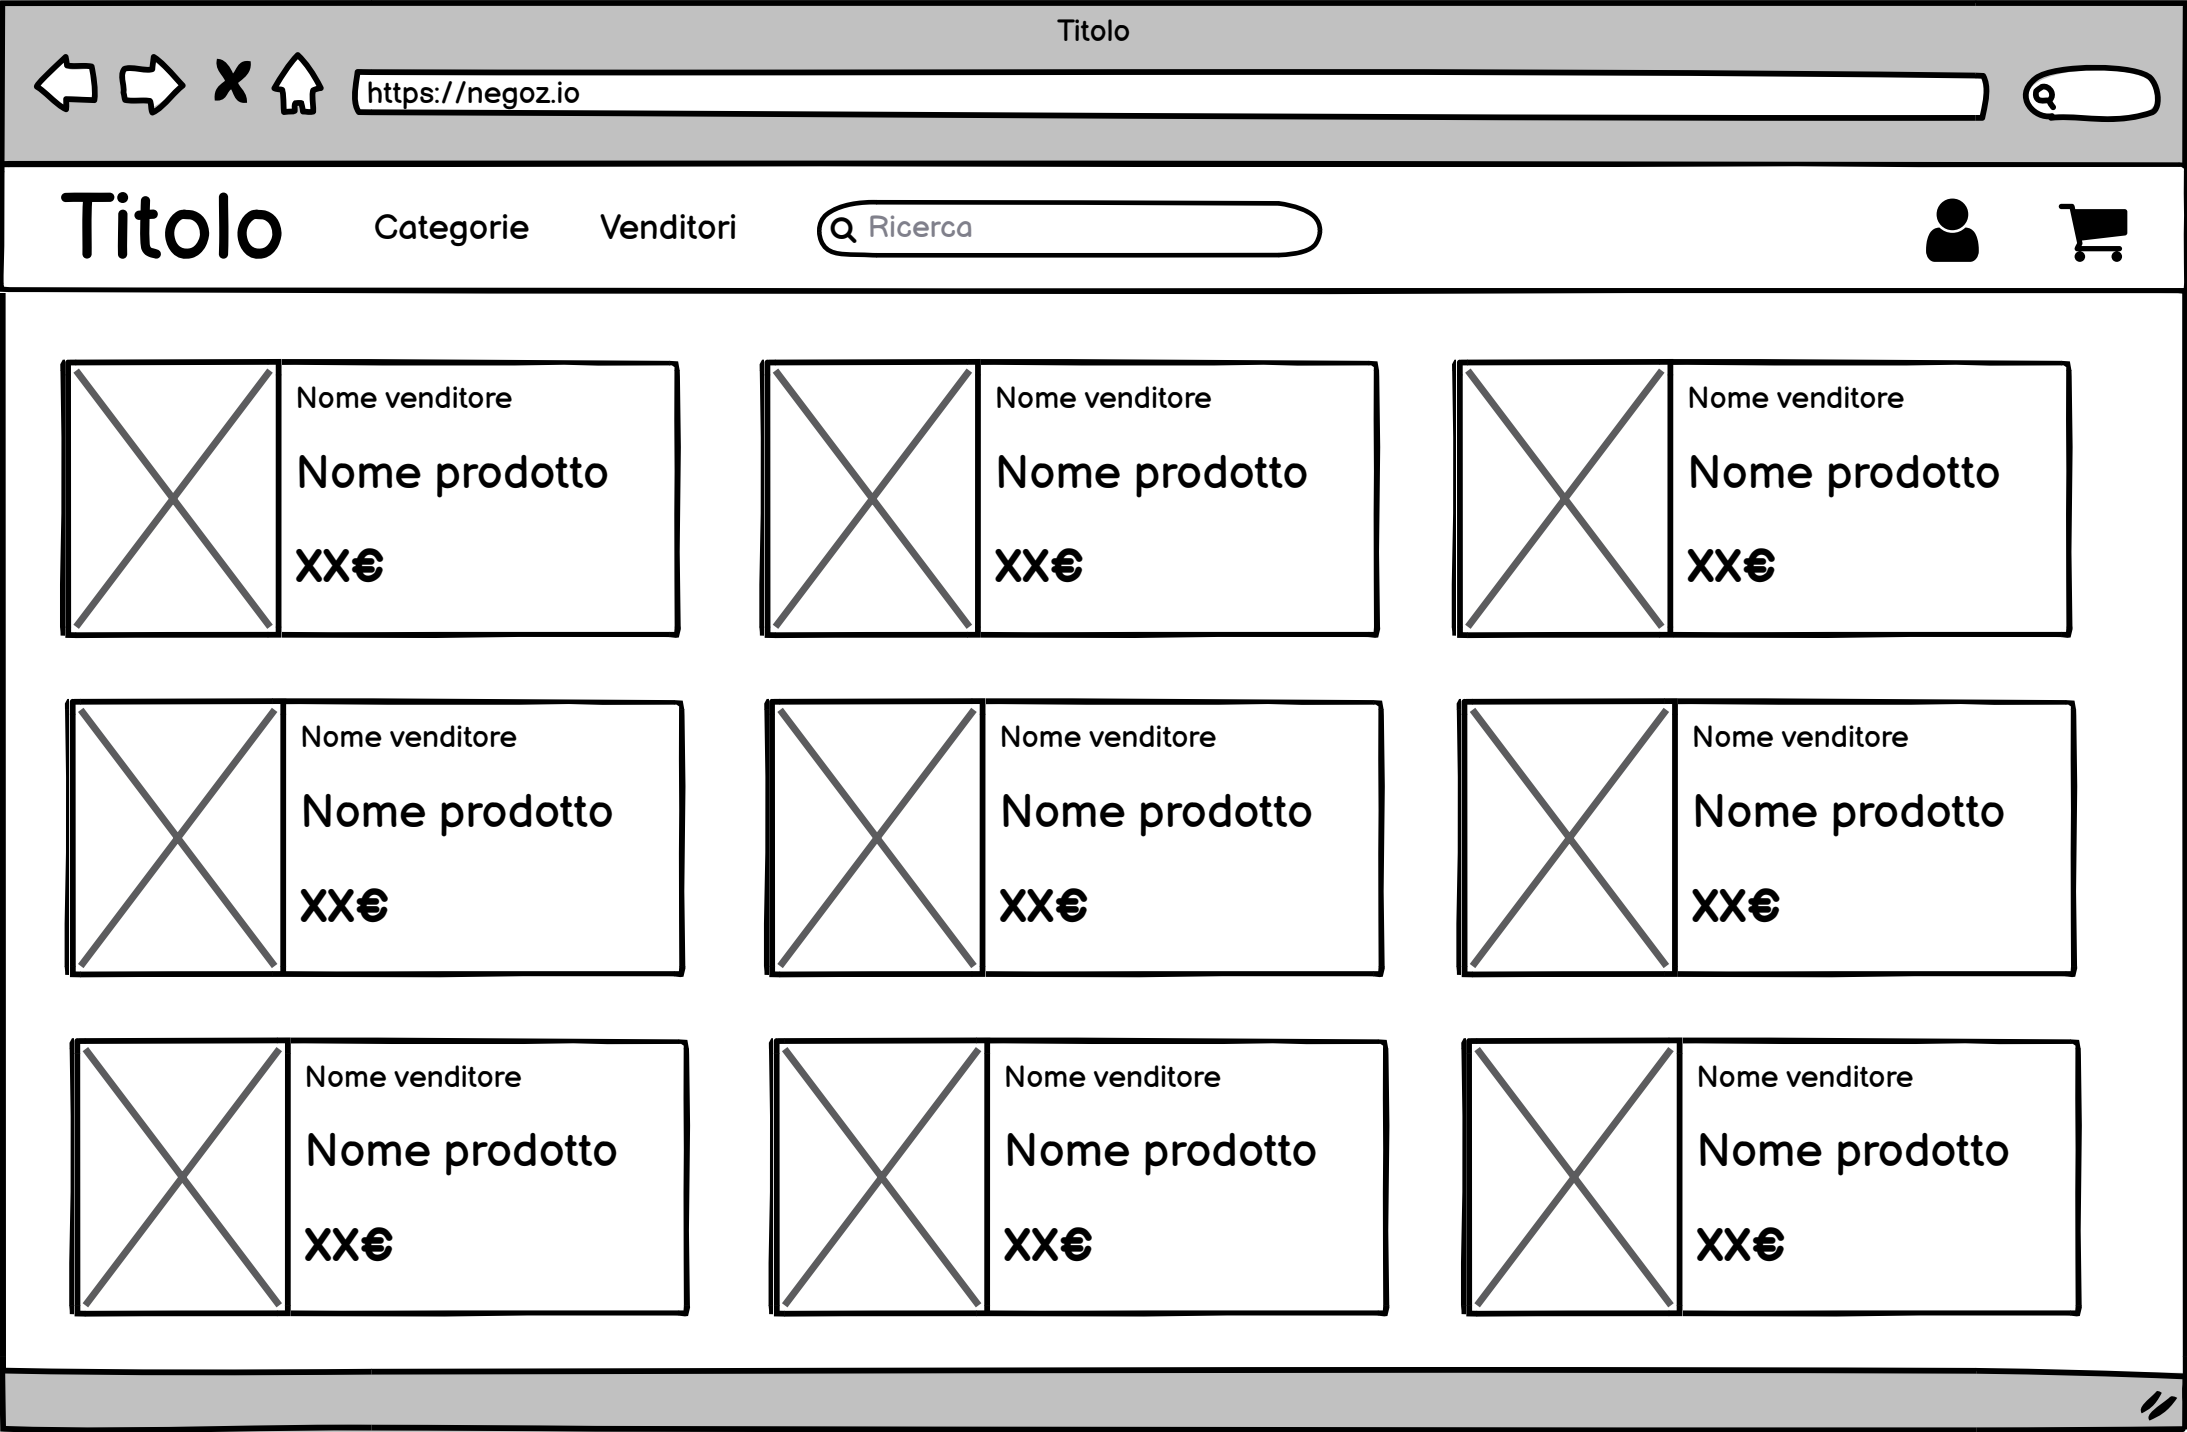 Titolo
https://negoz.io
Titolo Categorie Venditori Ricerca
Nome venditore Nome venditore Nome venditore
Nome prodotto Nome prodotto Nome prodotto
XX€ XX€ XX€
Nome venditore Nome venditore Nome venditore
Nome prodotto Nome prodotto Nome prodotto
XX€ XX€ XX€
Nome venditore Nome venditore Nome venditore
Nome prodotto Nome prodotto Nome prodotto
XX€ XX€ XX€